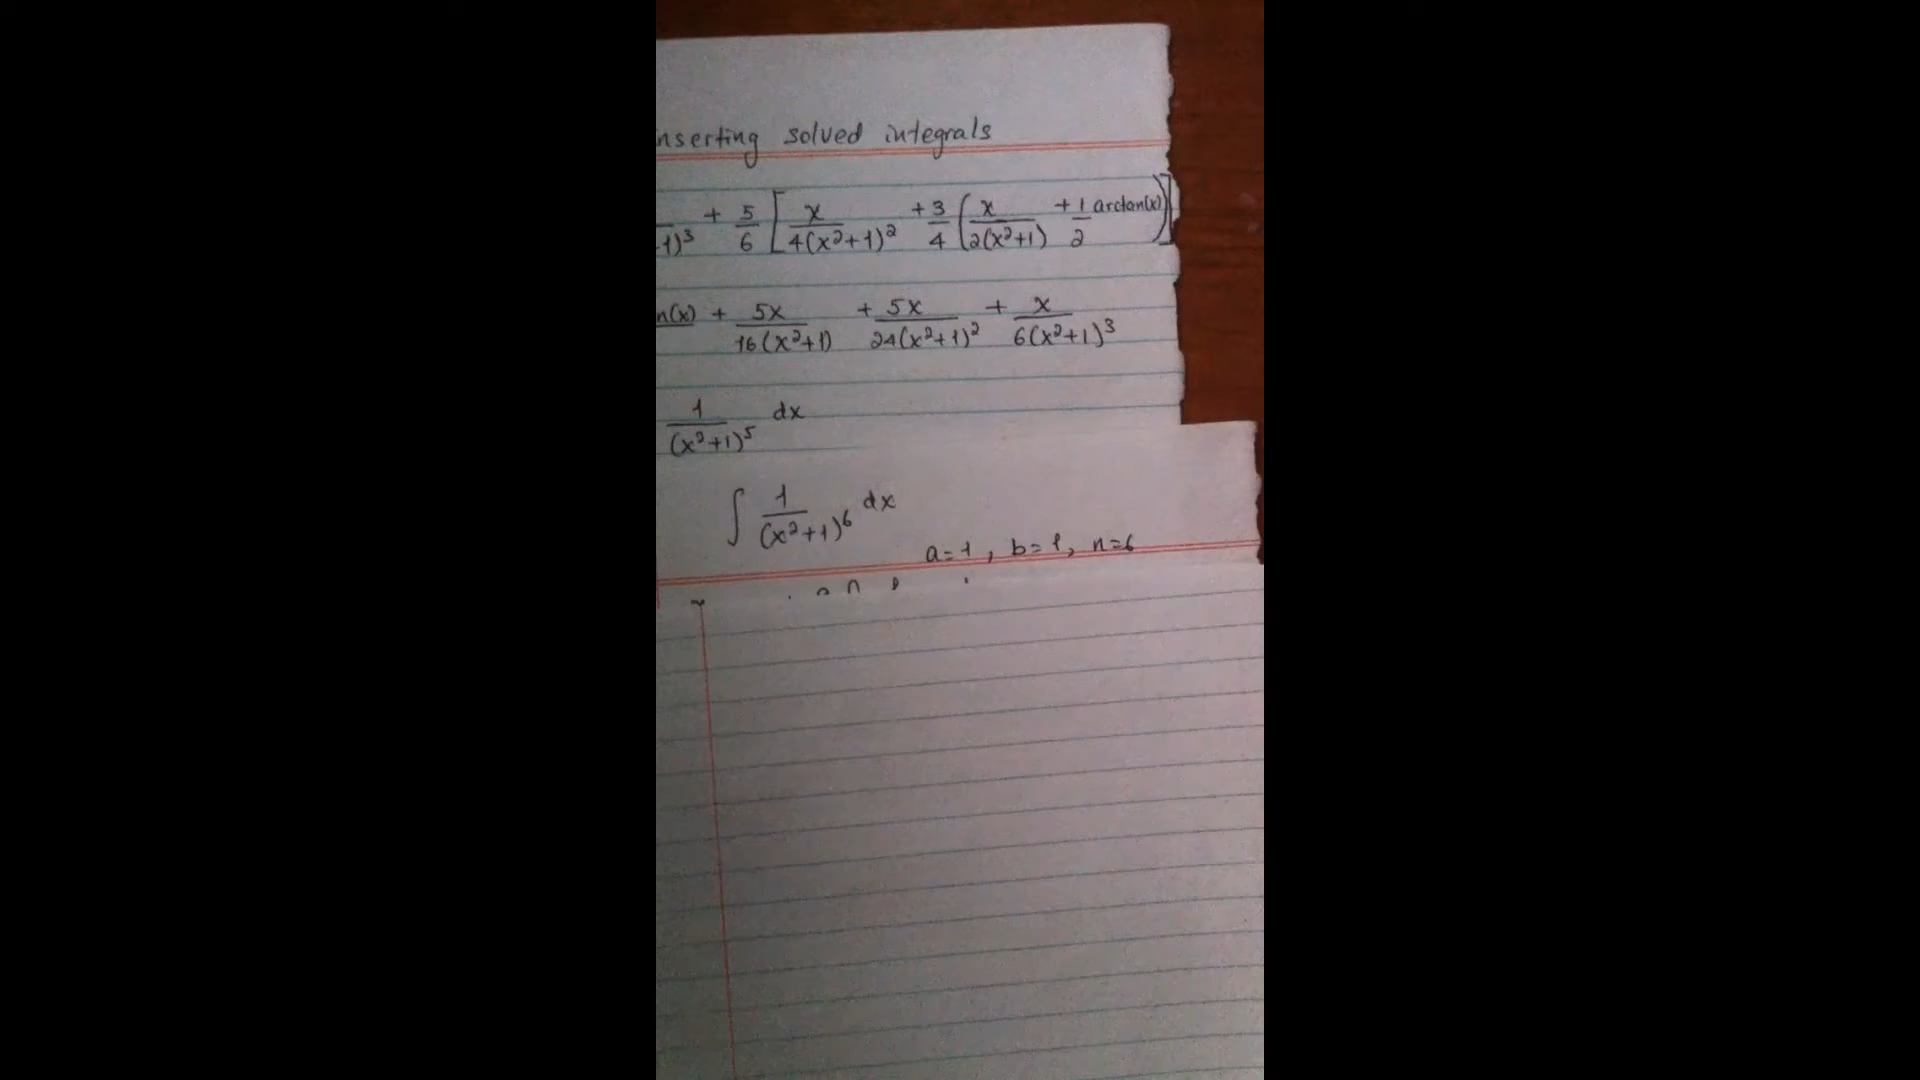 inserting solved integrals
-1)³ + 5/6 [ x/4(x²+1)² + 3/4 ( x/2(x²+1) + 1/2 arctan(x) ) ]
n(x) + 5x/16(x²+1) + 5x/24(x²+1)² + x/6(x²+1)³
1/(x²+1)⁵ dx
∫ 1/(x²+1)⁶ dx
a=1, b=1, n=6